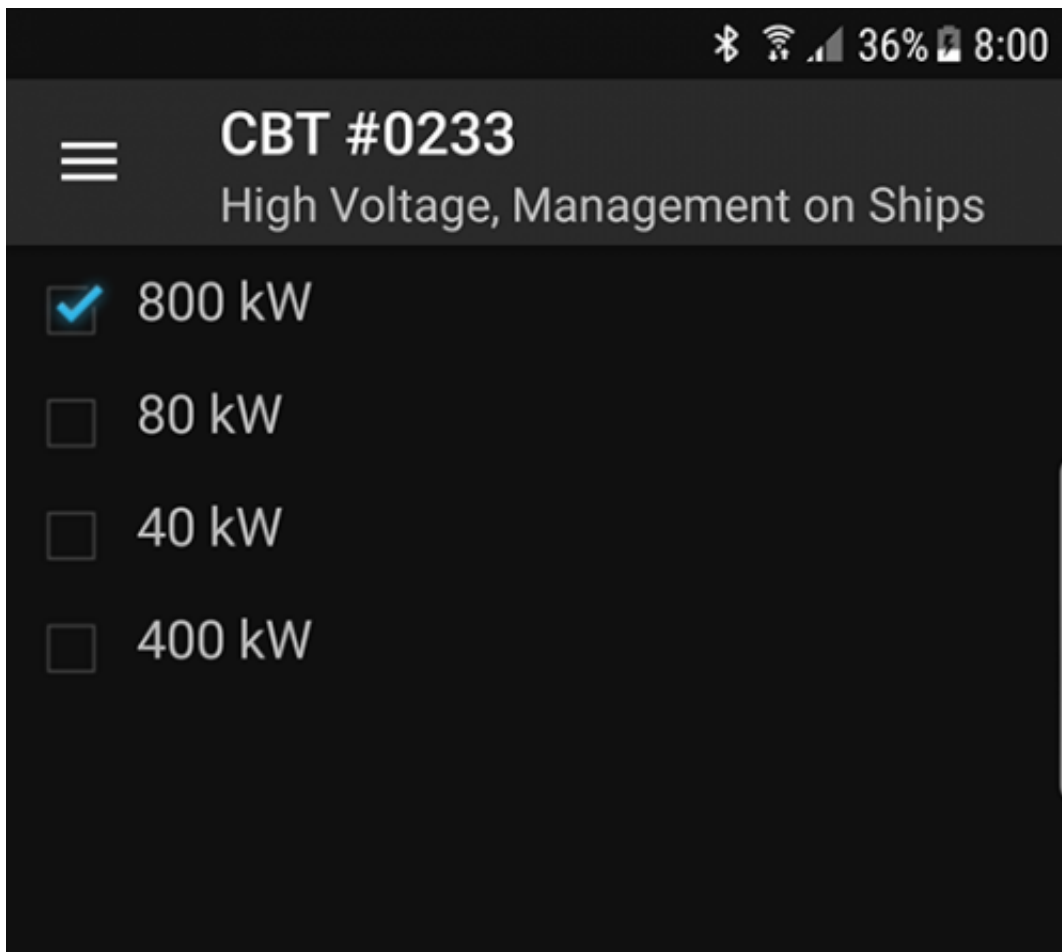 36% 8:00
CBT #0233
High Voltage, Management on Ships
800 kW
80 kW
40 kW
400 kW